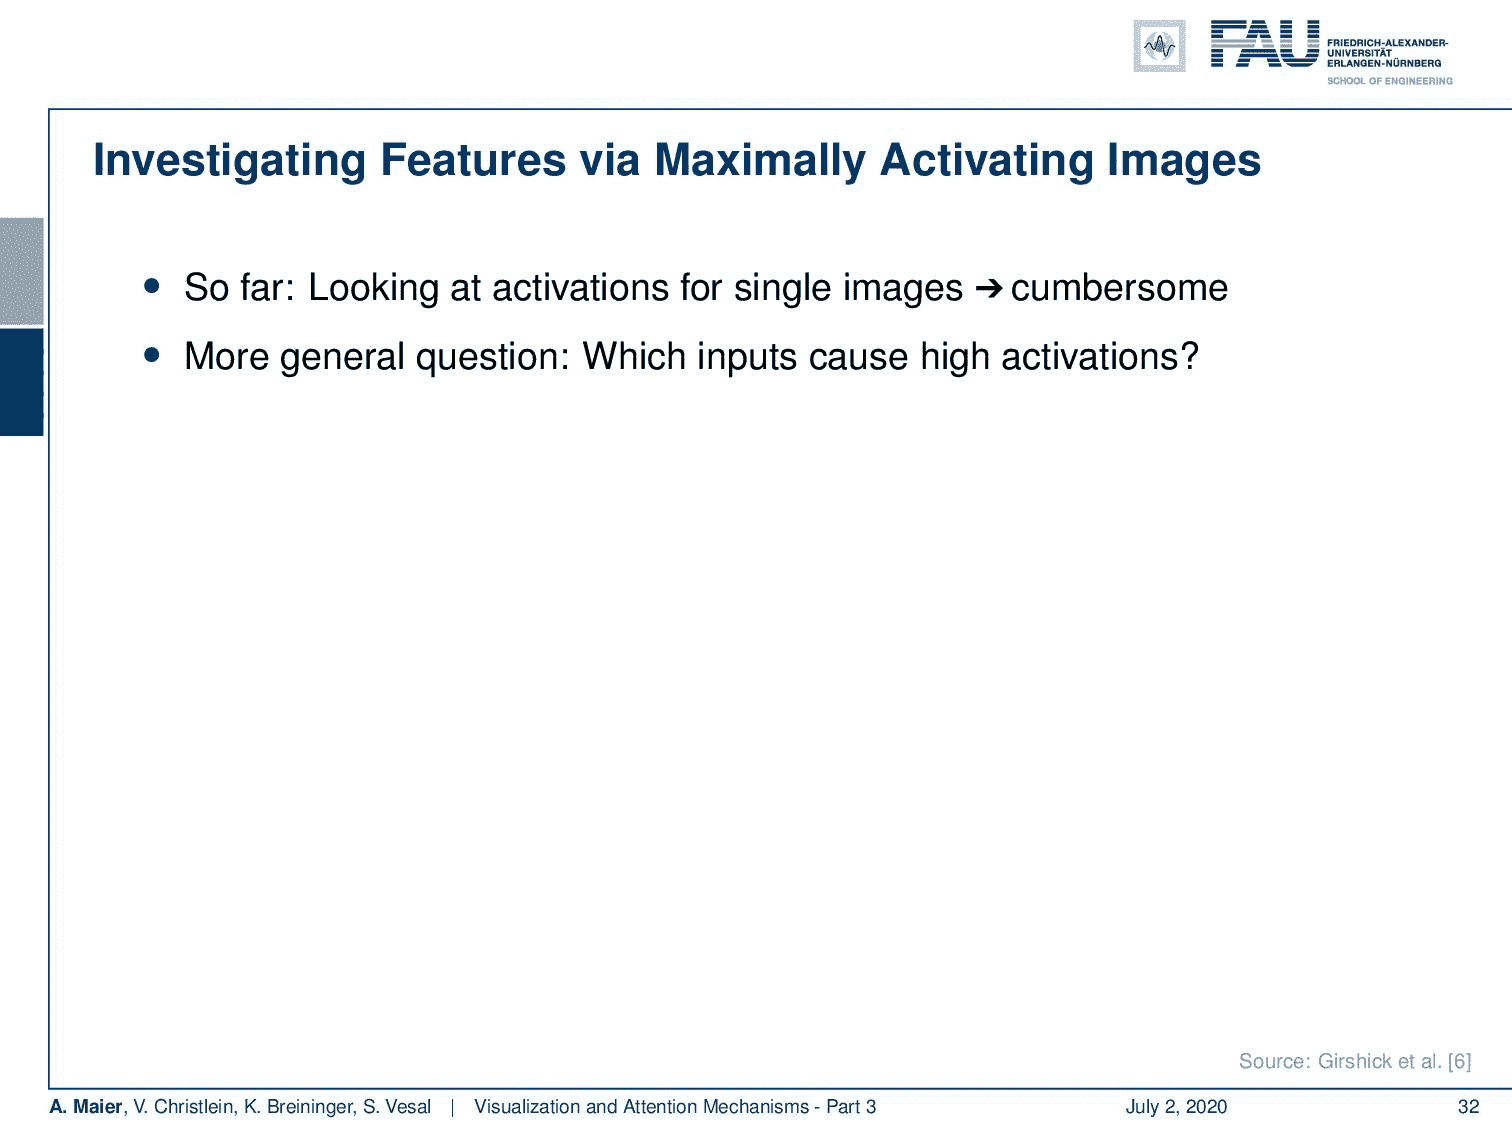 FAU
FRIEDRICH-ALEXANDER-
UNIVERSITÄT
ERLANGEN-NÜRNBERG
SCHOOL OF ENGINEERING
Investigating Features via Maximally Activating Images
• So far: Looking at activations for single images ➔ cumbersome
• More general question: Which inputs cause high activations?
Source: Girshick et al. [6]
A. Maier, V. Christlein, K. Breininger, S. Vesal | Visualization and Attention Mechanisms - Part 3 July 2, 2020 32